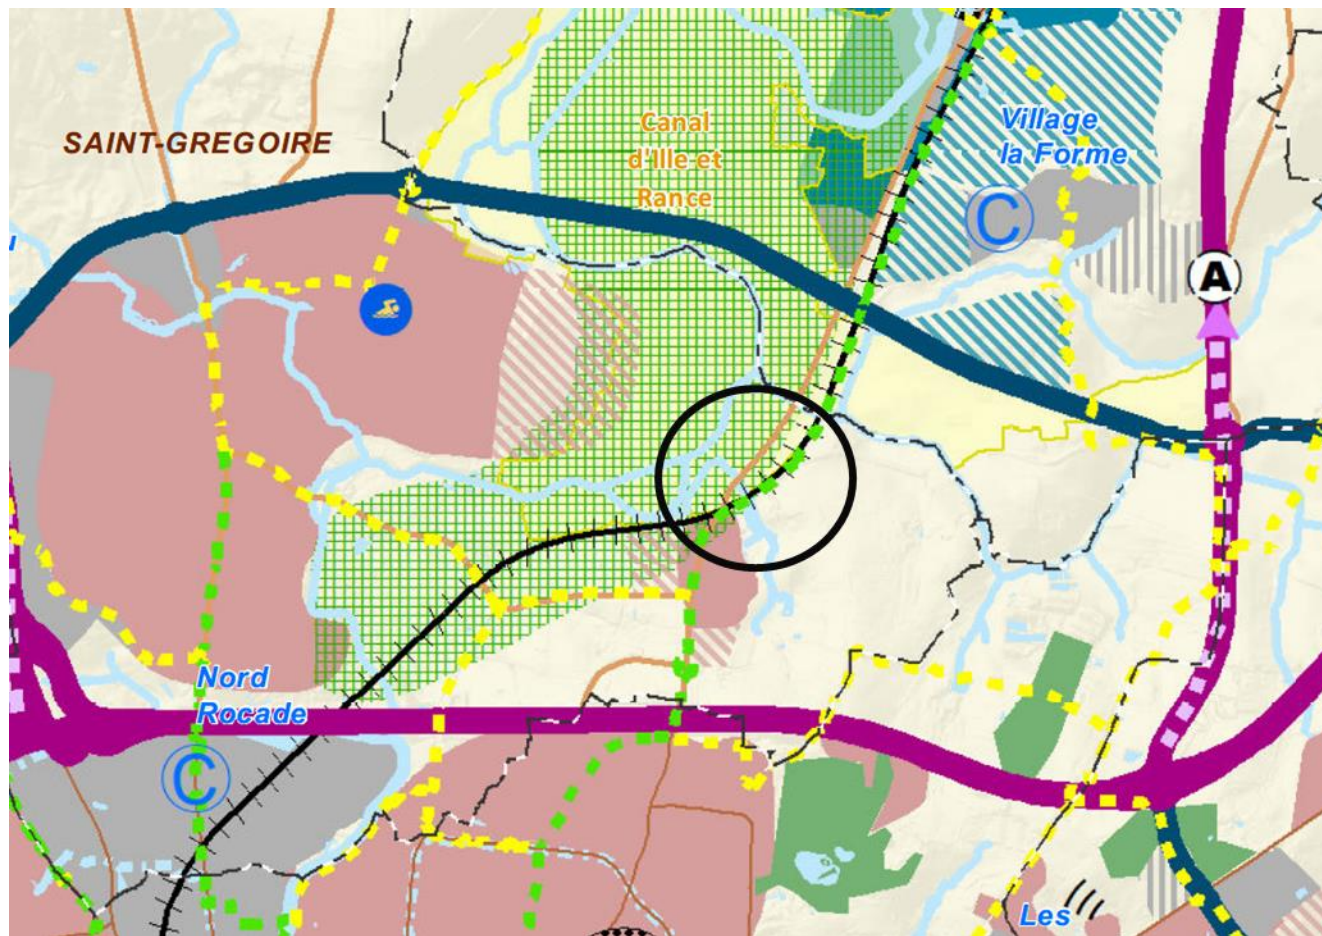 Canal
d'Ille et
Rance
Village
la Forme
SAINT-GREGOIRE
C
u
A
Nord
Rocade
C
Les